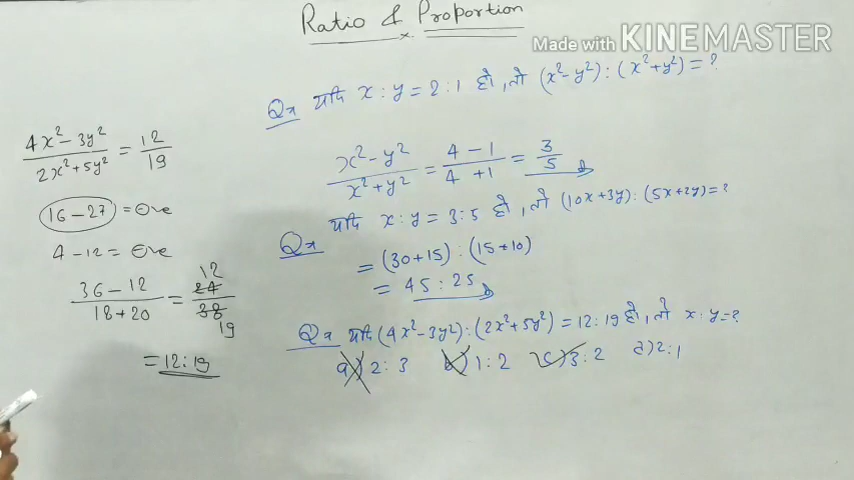 Ratio & Proportion
Made with KINEMASTER
Qn यदि x : y = 2 : 1 हो, तो (x²-y²) : (x²+y²) = ?
x² - y² / x² + y² = 4 - 1 / 4 + 1 = 3/5
Qn यदि x : y = 3 : 5 हो, तो (10x+3y) : (5x+2y) = ?
= (30+15) : (15+10)
= 45 : 25
Qn यदि (4x²-3y²) : (2x²+5y²) = 12 : 19 हो, तो x : y = ?
a) 2 : 3 b) 1 : 2 c) 3 : 2 d) 2 : 1
4x² - 3y² / 2x² + 5y² = 12/19
16 - 27 = ⊖ve
4 - 12 = ⊖ve
36 - 12 / 18 + 20 = 24/38 12 19
= 12 : 19